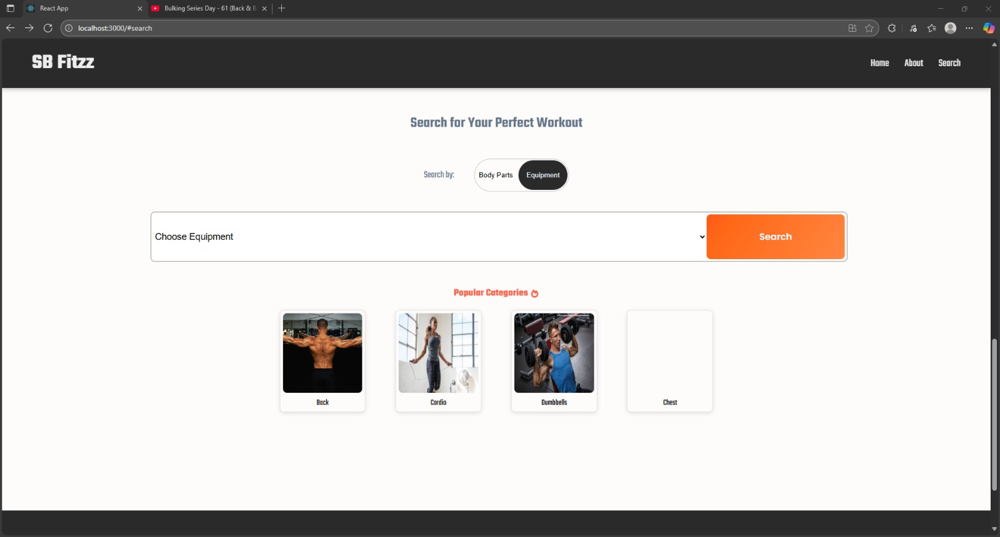 React App
Bulking Series Day - 61 (Back & B
localhost:3000/#search
SB Fitzz
Home About Search
Search for Your Perfect Workout
Search by: Body Parts Equipment
Choose Equipment
Search
Popular Categories
Back Cardio Dumbbells Chest